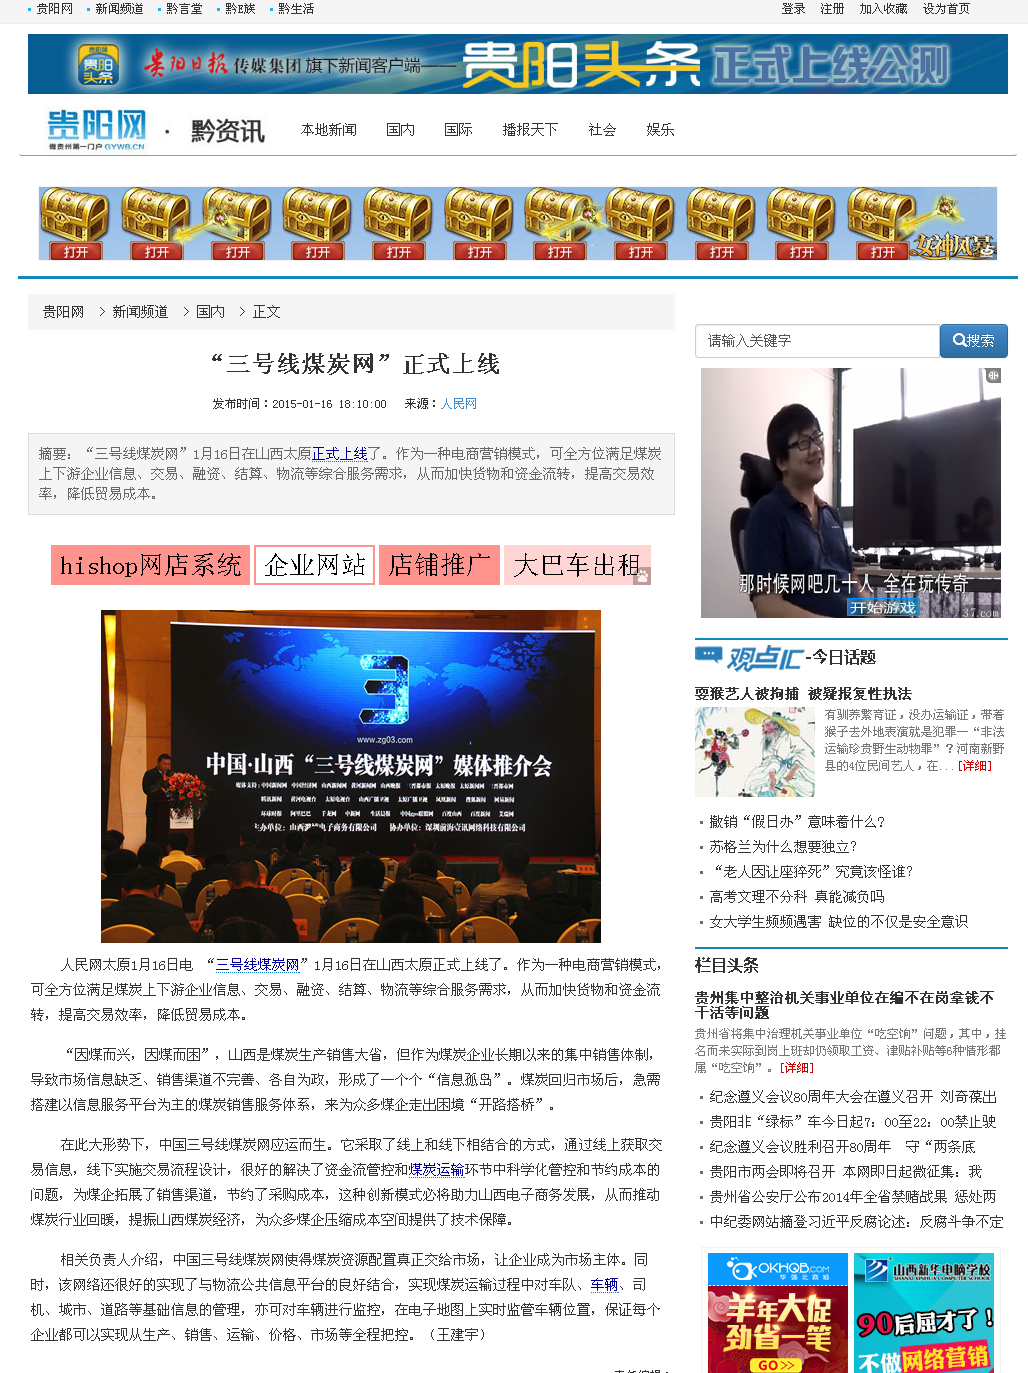 贵阳网 新闻频道 黔言堂 黔E族 黔生活
登录 注册 加入收藏 设为首页
贵阳头条 贵阳日报 传媒集团 旗下新闻客户端—— 贵阳头条 正式上线公测
贵阳网 · 黔资讯
做贵州第一门户 GYWB.CN
本地新闻 国内 国际 播报天下 社会 娱乐
打开 打开 打开 打开 打开 打开 打开 打开 打开 打开 打开 女神风暴
贵阳网 > 新闻频道 > 国内 > 正文
“三号线煤炭网”正式上线
发布时间：2015-01-16 18:10:00 来源：人民网
摘要：“三号线煤炭网”1月16日在山西太原正式上线了。作为一种电商营销模式，可全方位满足煤炭
上下游企业信息、交易、融资、结算、物流等综合服务需求，从而加快货物和资金流转，提高交易效
率，降低贸易成本。
hishop网店系统 企业网站 店铺推广 大巴车出租
3
www.zg03.com
中国·山西“三号线煤炭网”媒体推介会
人民网太原1月16日电 “三号线煤炭网”1月16日在山西太原正式上线了。作为一种电商营销模式，
可全方位满足煤炭上下游企业信息、交易、融资、结算、物流等综合服务需求，从而加快货物和资金流
转，提高交易效率，降低贸易成本。
“因煤而兴，因煤而困”，山西是煤炭生产销售大省，但作为煤炭企业长期以来的集中销售体制，
导致市场信息缺乏、销售渠道不完善、各自为政，形成了一个个“信息孤岛”。煤炭回归市场后，急需
搭建以信息服务平台为主的煤炭销售服务体系，来为众多煤企走出困境“开路搭桥”。
在此大形势下，中国三号线煤炭网应运而生。它采取了线上和线下相结合的方式，通过线上获取交
易信息，线下实施交易流程设计，很好的解决了资金流管控和煤炭运输环节中科学化管控和节约成本的
问题，为煤企拓展了销售渠道，节约了采购成本，这种创新模式必将助力山西电子商务发展，从而推动
煤炭行业回暖，提振山西煤炭经济，为众多煤企压缩成本空间提供了技术保障。
相关负责人介绍，中国三号线煤炭网使得煤炭资源配置真正交给市场，让企业成为市场主体。同
时，该网络还很好的实现了与物流公共信息平台的良好结合，实现煤炭运输过程中对车队、车辆、司
机、城市、道路等基础信息的管理，亦可对车辆进行监控，在电子地图上实时监管车辆位置，保证每个
企业都可以实现从生产、销售、运输、价格、市场等全程把控。（王建宇）
请输入关键字 搜索
那时候网吧几十人 全在玩传奇
开始游戏
37.com
观点汇-今日话题
耍猴艺人被拘捕 被疑报复性执法
有驯养繁育证，没办运输证，带着
猴子去外地表演就是犯罪—“非法
运输珍贵野生动物罪”？河南新野
县的4位民间艺人，在...[详细]
撤销“假日办”意味着什么？
苏格兰为什么想要独立？
“老人因让座猝死”究竟该怪谁？
高考文理不分科 真能减负吗
女大学生频频遇害 缺位的不仅是安全意识
栏目头条
贵州集中整治机关事业单位在编不在岗拿钱不
干活等问题
贵州省将集中治理机关事业单位“吃空饷”问题，其中，挂
名而未实际到岗上班却仍领取工资、津贴补贴等6种情形都
属“吃空饷”。[详细]
纪念遵义会议80周年大会在遵义召开 刘奇葆出
贵阳非“绿标”车今日起7：00至22：00禁止驶
纪念遵义会议胜利召开80周年 守“两条底
贵阳市两会即将召开 本网即日起微征集：我
贵州省公安厅公布2014年全省禁赌战果 惩处两
中纪委网站摘登习近平反腐论述：反腐斗争不定
OKHQB.COM
华强北商城
羊年大促
劲省一笔
GO>>
山西新华电脑学校
90后屈才了！
不做网络营销